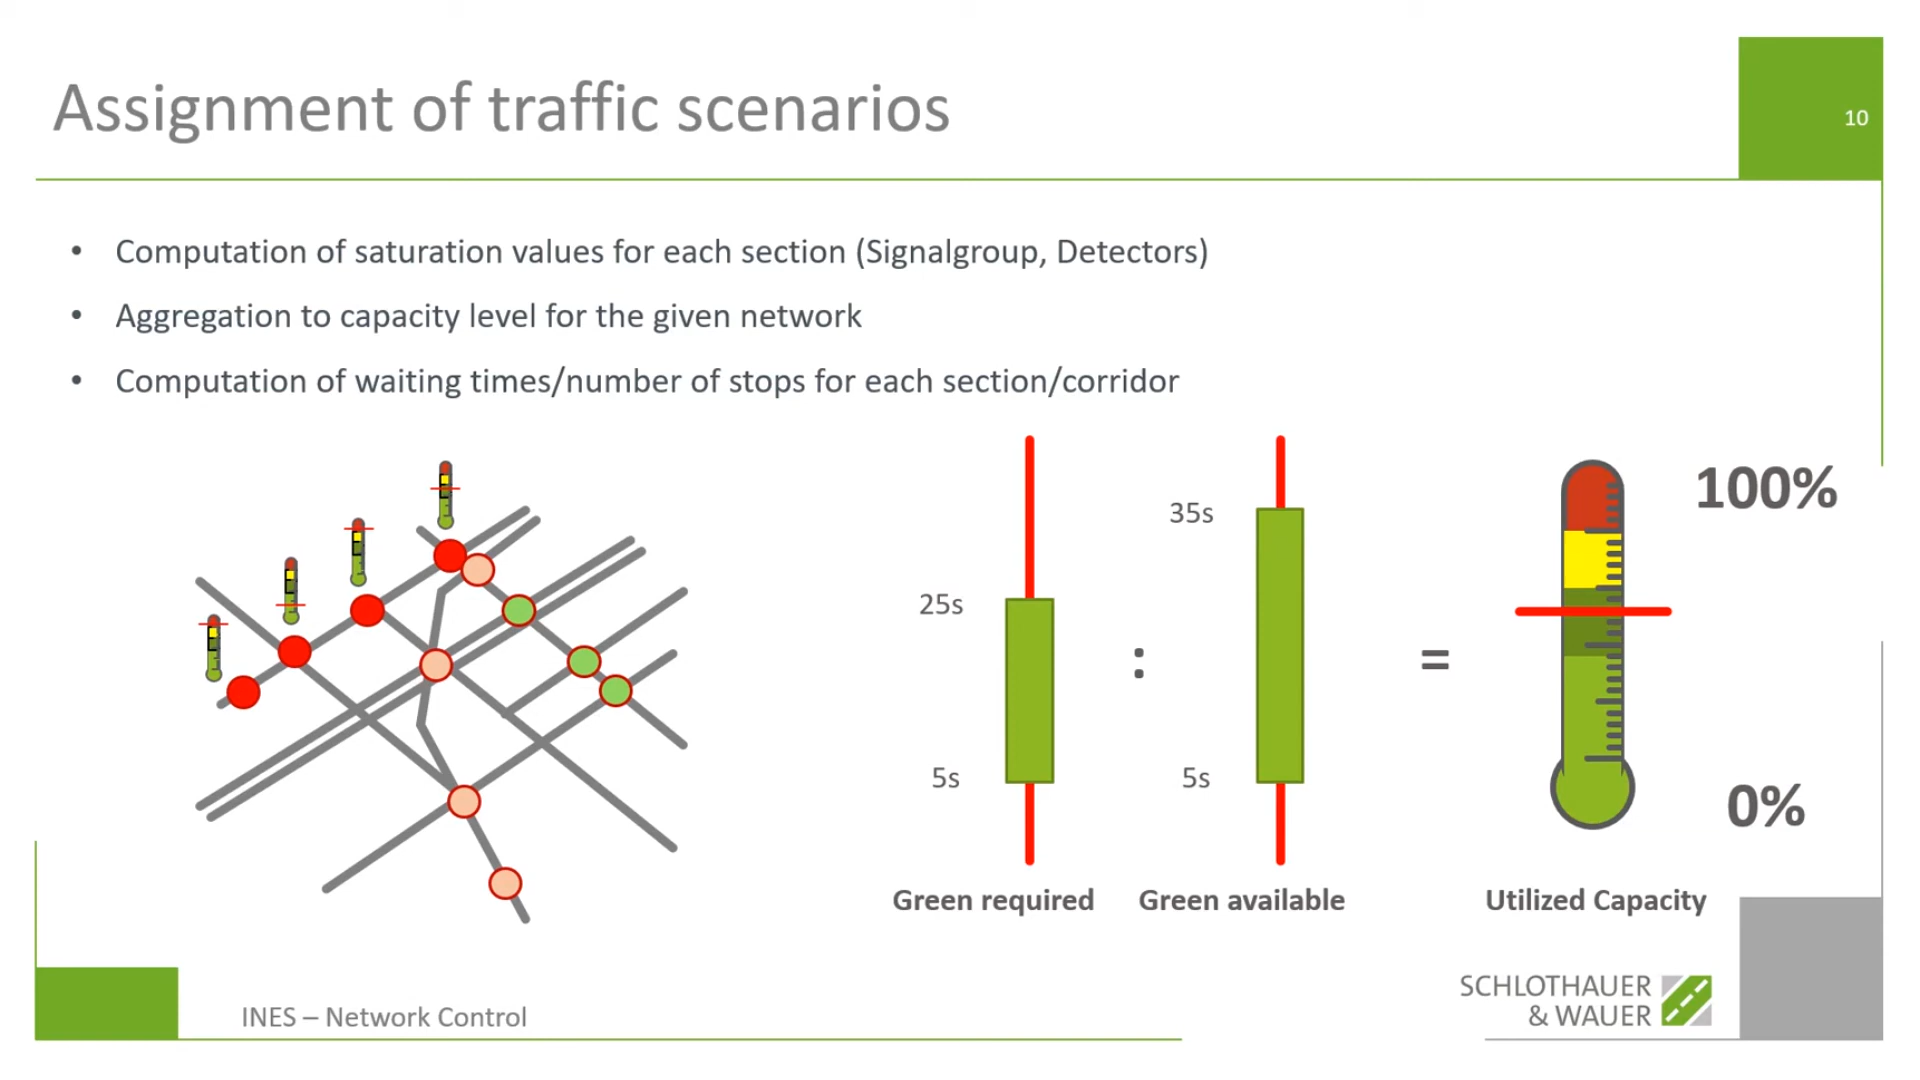 Assignment of traffic scenarios
10
• Computation of saturation values for each section (Signalgroup, Detectors)
• Aggregation to capacity level for the given network
• Computation of waiting times/number of stops for each section/corridor
35s
25s
5s
5s
:
=
100%
0%
Green required
Green available
Utilized Capacity
INES – Network Control
SCHLOTHAUER
& WAUER